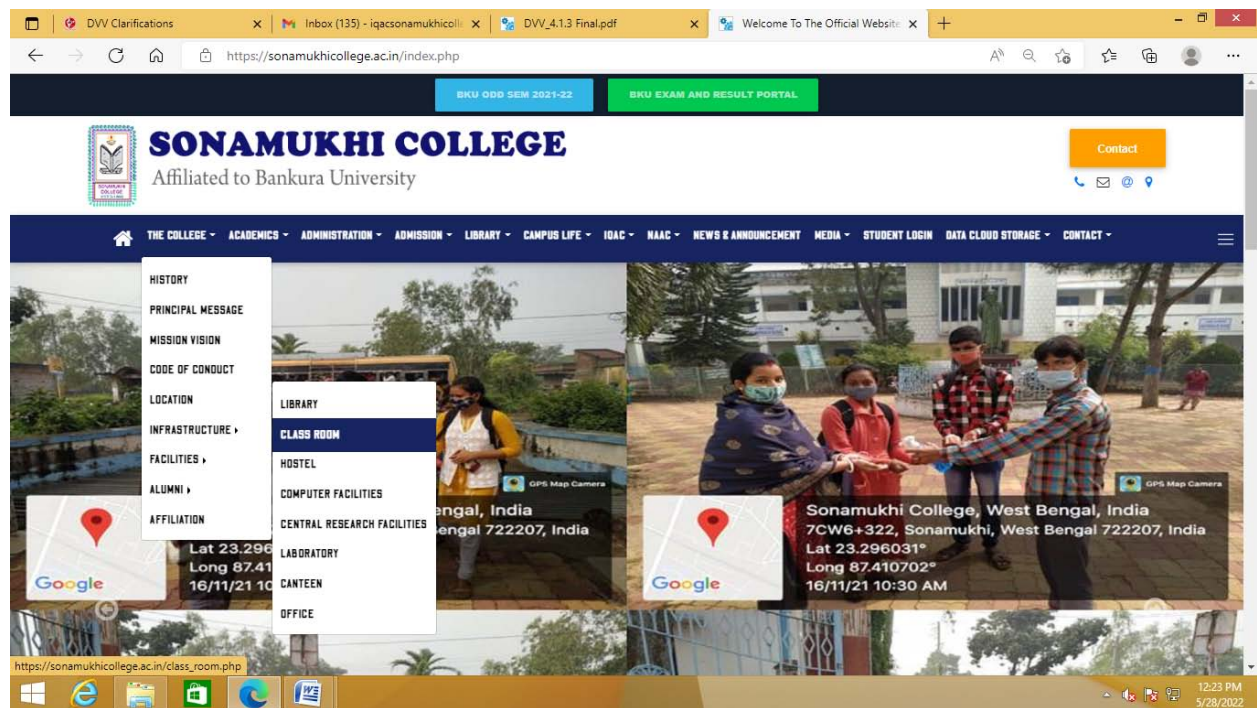 DVV Clarifications
Inbox (135) - iqacsonamukhicolle
DVV_4.1.3 Final.pdf
Welcome To The Official Website
https://sonamukhicollege.ac.in/index.php
BKU ODD SEM 2021-22
BKU EXAM AND RESULT PORTAL
SONAMUKHI COLLEGE
Affiliated to Bankura University
Contact
THE COLLEGE ACADEMICS ADMINISTRATION ADMISSION LIBRARY CAMPUS LIFE IQAC NAAC NEWS & ANNOUNCEMENT MEDIA STUDENT LOGIN DATA CLOUD STORAGE CONTACT
HISTORY
PRINCIPAL MESSAGE
MISSION VISION
CODE OF CONDUCT
LOCATION
INFRASTRUCTURE
FACILITIES
ALUMNI
AFFILIATION
LIBRARY
CLASS ROOM
HOSTEL
COMPUTER FACILITIES
CENTRAL RESEARCH FACILITIES
LABORATORY
CANTEEN
OFFICE
GPS Map Camera
engal, India
engal 722207, India
Lat 23.296
Long 87.41
16/11/21 10
Google
GPS Map Camera
Sonamukhi College, West Bengal, India
7CW6+322, Sonamukhi, West Bengal 722207, India
Lat 23.296031°
Long 87.410702°
16/11/21 10:30 AM
Google
https://sonamukhicollege.ac.in/class_room.php
12:23 PM
5/28/2022